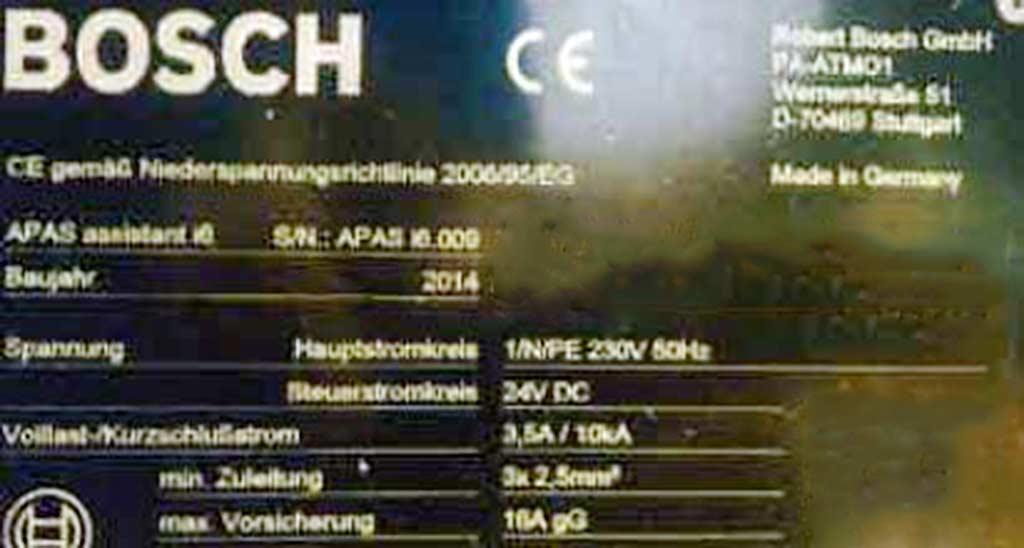 BOSCH
CE
Robert Bosch GmbH
PA-ATMO1
Wernerstraße 51
D-70469 Stuttgart
CE gemäß Niederspannungsrichtlinie 2006/95/EG
Made in Germany
APAS assistant i6 S/N.: APAS i6.009
Baujahr 2014
Spannung Hauptstromkreis 1/N/PE 230V 50Hz
Steuerstromkreis 24V DC
Volllast-/Kurzschlußstrom 3,5A / 10kA
min. Zuleitung 3x 2,5mm²
max. Vorsicherung 16A gG